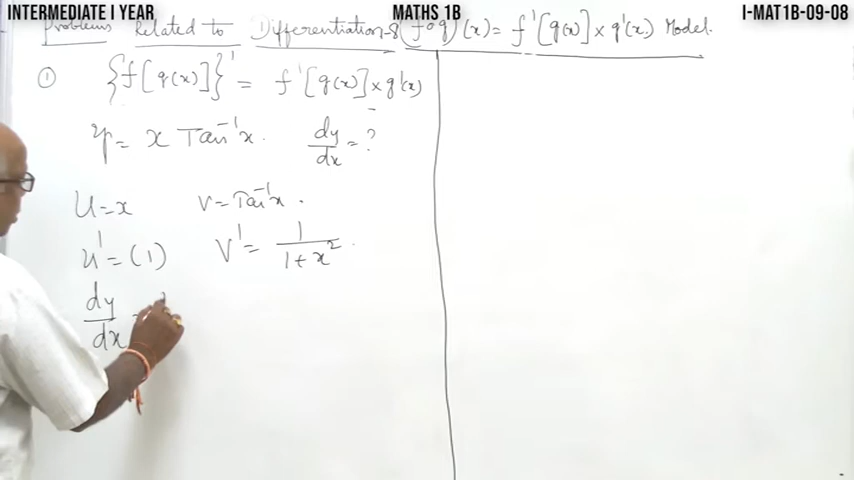 INTERMEDIATE I YEAR MATHS 1B I-MAT1B-09-08
Problems Related to Differentiation-8 (fog)'(x) = f'[g(x)] × g'(x) Model.
① {f[g(x)]}' = f'[g(x)] × g'(x)
y = x Tan⁻¹x. dy/dx = ?
U = x V = Tan⁻¹x.
u' = (1) V' = 1/(1+x²).
dy/dx =